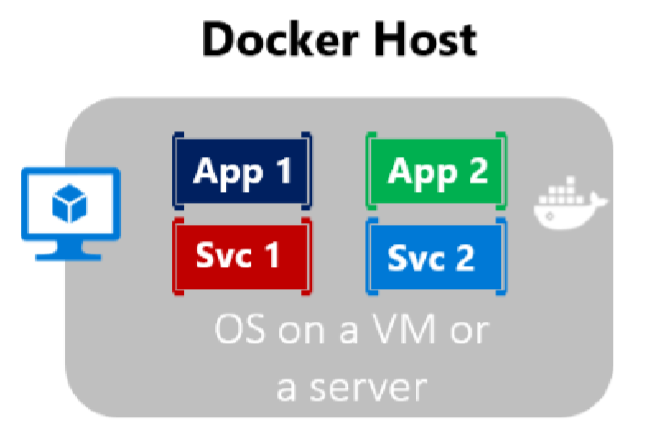 Docker Host
App 1
App 2
Svc 1
Svc 2
OS on a VM or
a server